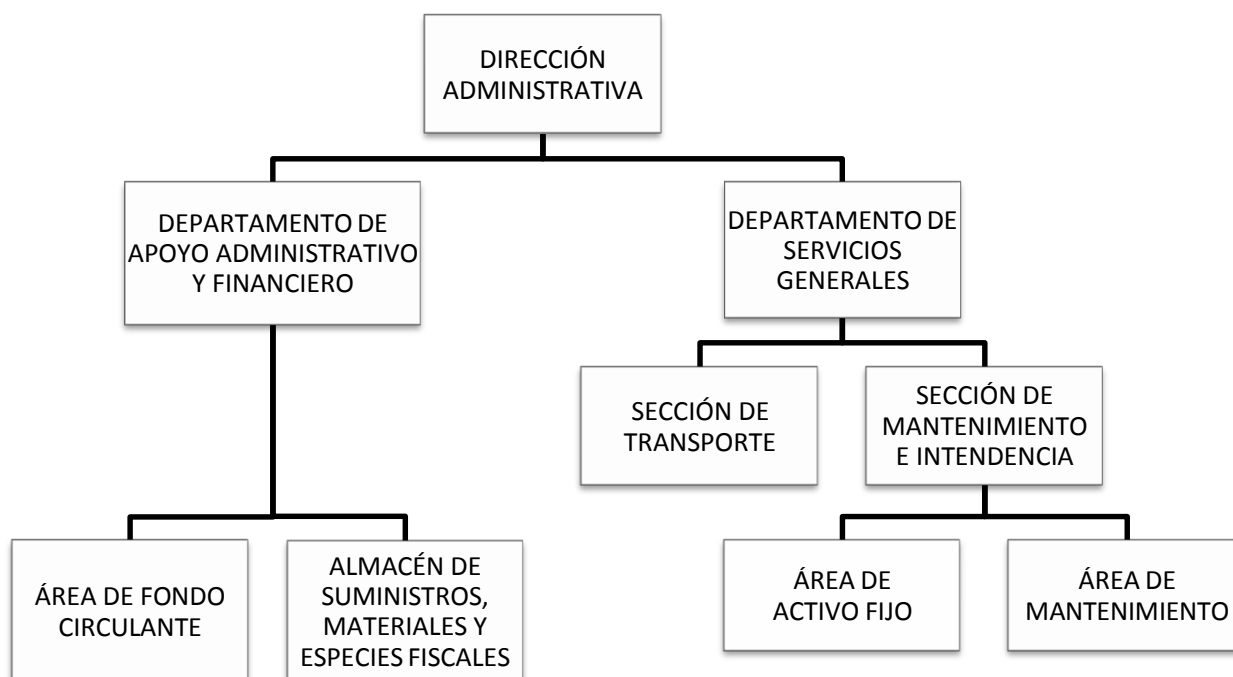 DIRECCIÓN
ADMINISTRATIVA
DEPARTAMENTO DE
APOYO ADMINISTRATIVO
Y FINANCIERO
DEPARTAMENTO DE
SERVICIOS
GENERALES
SECCIÓN DE
TRANSPORTE
SECCIÓN DE
MANTENIMIENTO
E INTENDENCIA
ÁREA DE FONDO
CIRCULANTE
ALMACÉN DE
SUMINISTROS,
MATERIALES Y
ESPECIES FISCALES
ÁREA DE
ACTIVO FIJO
ÁREA DE
MANTENIMIENTO